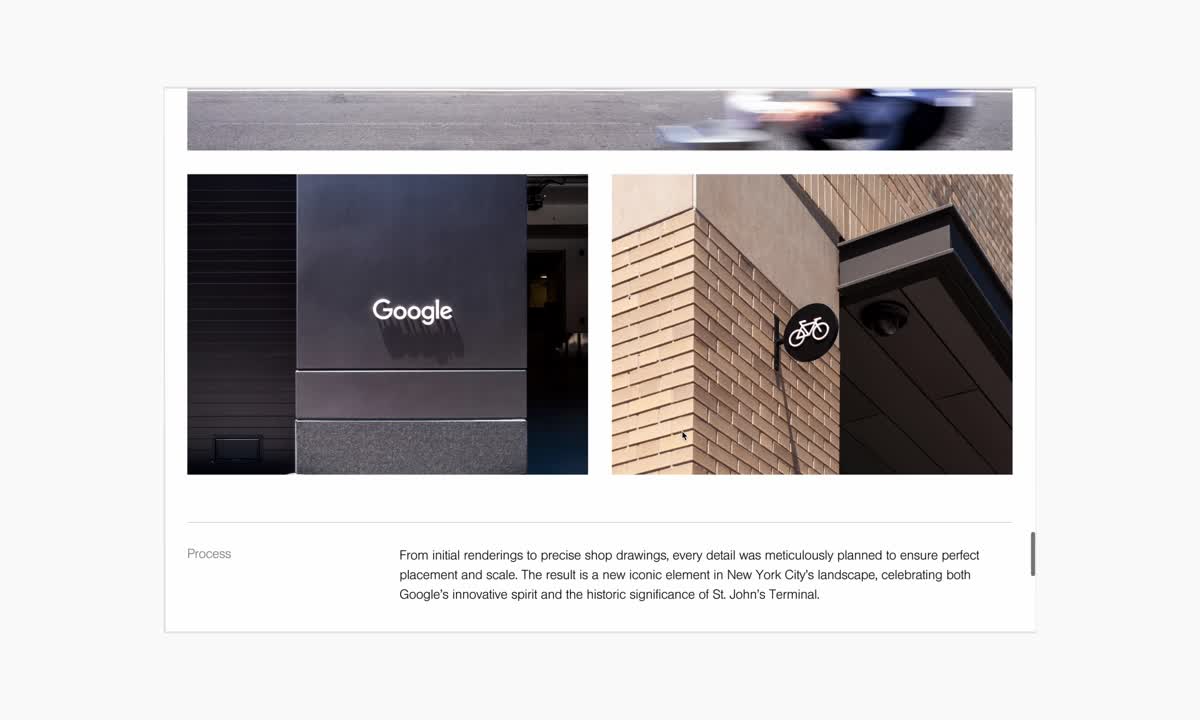 Google
Process
From initial renderings to precise shop drawings, every detail was meticulously planned to ensure perfect
placement and scale. The result is a new iconic element in New York City’s landscape, celebrating both
Google’s innovative spirit and the historic significance of St. John’s Terminal.